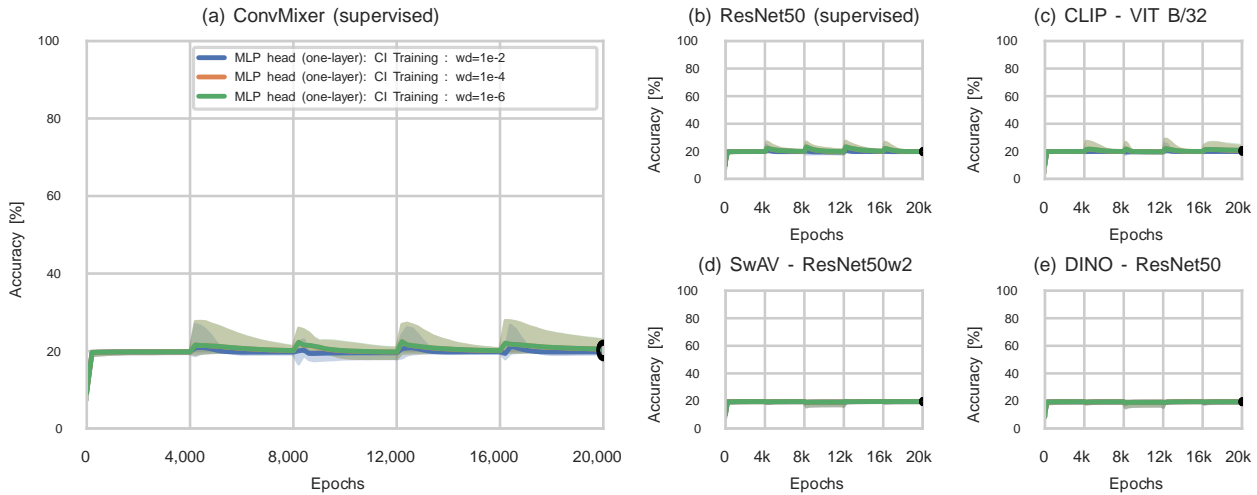 (a) ConvMixer (supervised)
100
80
60
40
20
0
Accuracy [%]
MLP head (one-layer): CI Training : wd=1e-2
MLP head (one-layer): CI Training : wd=1e-4
MLP head (one-layer): CI Training : wd=1e-6
0 4,000 8,000 12,000 16,000 20,000
Epochs
(b) ResNet50 (supervised)
100
80
60
40
20
0
Accuracy [%]
0 4k 8k 12k 16k 20k
Epochs
(c) CLIP - VIT B/32
100
80
60
40
20
0
Accuracy [%]
0 4k 8k 12k 16k 20k
Epochs
(d) SwAV - ResNet50w2
100
80
60
40
20
0
Accuracy [%]
0 4k 8k 12k 16k 20k
Epochs
(e) DINO - ResNet50
100
80
60
40
20
0
Accuracy [%]
0 4k 8k 12k 16k 20k
Epochs